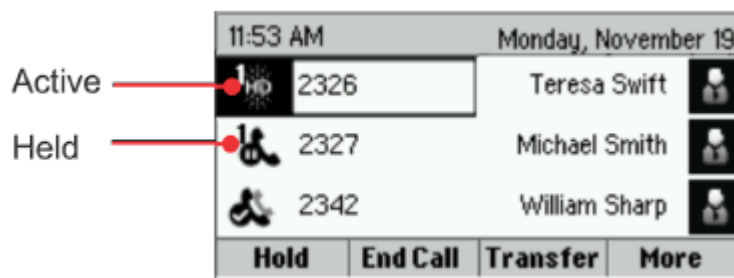 11:53 AM Monday, November 19
Active 1 HD 2326 Teresa Swift
Held 1 2327 Michael Smith
2342 William Sharp
Hold End Call Transfer More